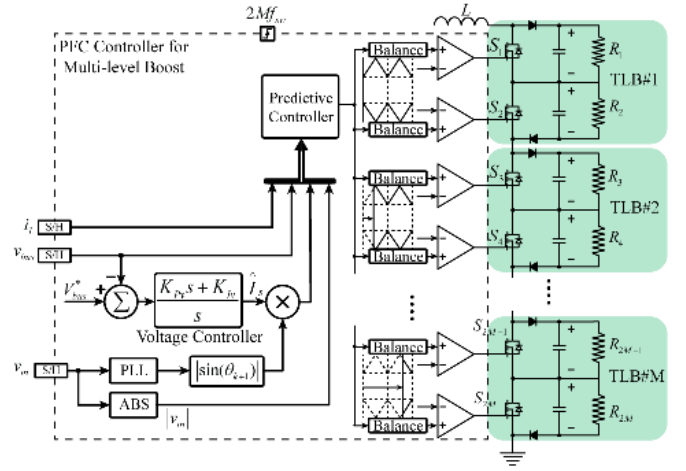 2Mf_sw
L
PFC Controller for
Multi-level Boost
Predictive
Controller
Balance
Balance
S_1
S_2
R_1
R_2
TLB#1
Balance
Balance
S_3
S_4
R_3
R_4
TLB#2
i_l
S/H
v_bus
S/H
V*_bus
+
−
Σ
K_Pv s + K_Iv
s
Î_s
×
Voltage Controller
v_in
S/H
PLL
|sin(θ_k+1)|
ABS
|v_in|
Balance
Balance
S_2M−1
S_2M
R_2M−1
R_2M
TLB#M